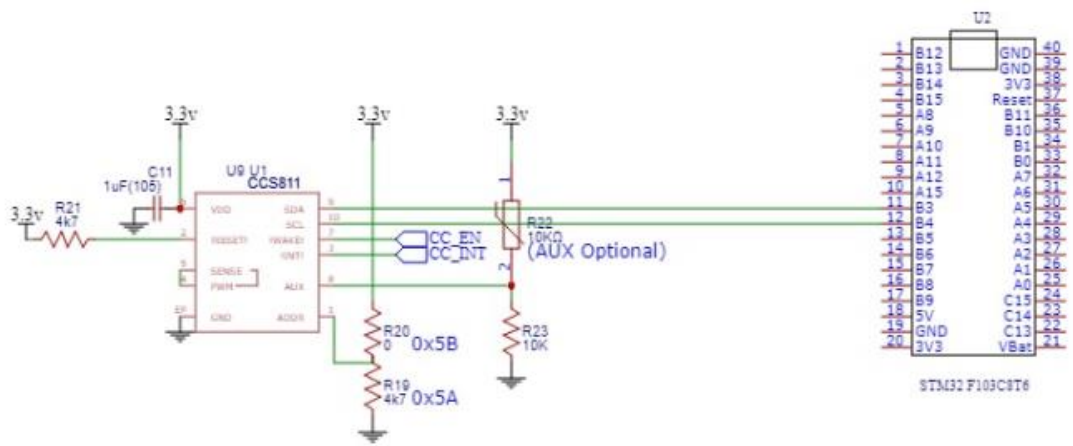 U2
1 B12 GND 40
2 B13 GND 39
3 B14 3V3 38
4 B15 Reset 37
5 A8 B11 36
6 A9 B10 35
7 A10 B1 34
8 A11 B0 33
9 A12 A7 32
10 A15 A6 31
11 B3 A5 30
12 B4 A4 29
13 B5 A3 28
14 B6 A2 27
15 B7 A1 26
16 B8 A0 25
17 B9 C15 24
18 5V C14 23
19 GND C13 22
20 3V3 VBat 21
STM32 F103C8T6
3.3v
3.3v
3.3v
C11
1uF(105)
U9 U1
CCS811
3.3v
R21
4k7
VDD
SDA
SCL
10
CC_EN
CC_INT
SENSE
PWM
AUX
EP
GND
ADDR
1
R22
10KΩ
(AUX Optional)
2
R20
0
0x5B
R23
10K
R19
4k7
0x5A